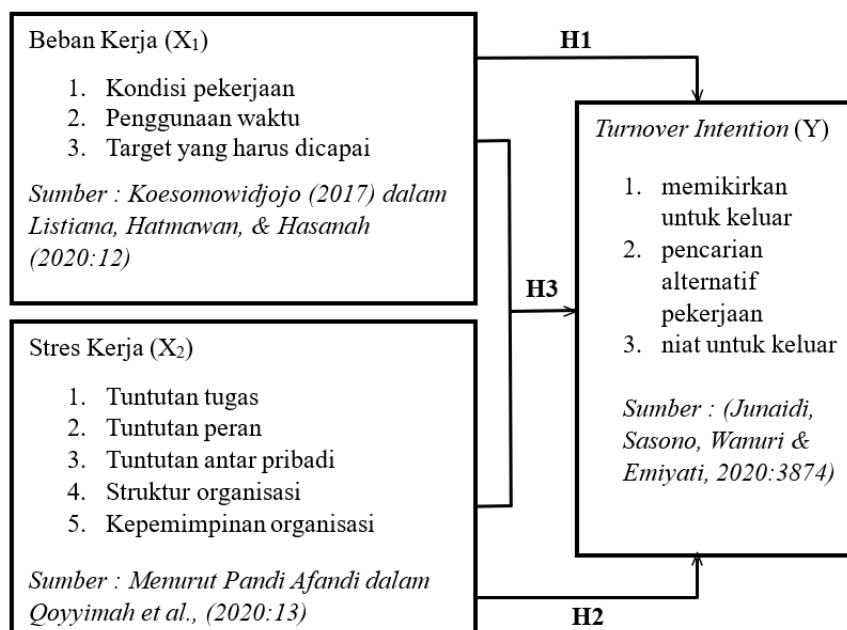 Beban Kerja (X₁)
1. Kondisi pekerjaan
2. Penggunaan waktu
3. Target yang harus dicapai
Sumber : Koesomowidjojo (2017) dalam
Listiana, Hatmawan, & Hasanah
(2020:12)
H1
Turnover Intention (Y)
1. memikirkan
untuk keluar
2. pencarian
alternatif
pekerjaan
3. niat untuk keluar
Sumber : (Junaidi,
Sasono, Wanuri &
Emiyati, 2020:3874)
H3
Stres Kerja (X₂)
1. Tuntutan tugas
2. Tuntutan peran
3. Tuntutan antar pribadi
4. Struktur organisasi
5. Kepemimpinan organisasi
Sumber : Menurut Pandi Afandi dalam
Qoyyimah et al., (2020:13)
H2